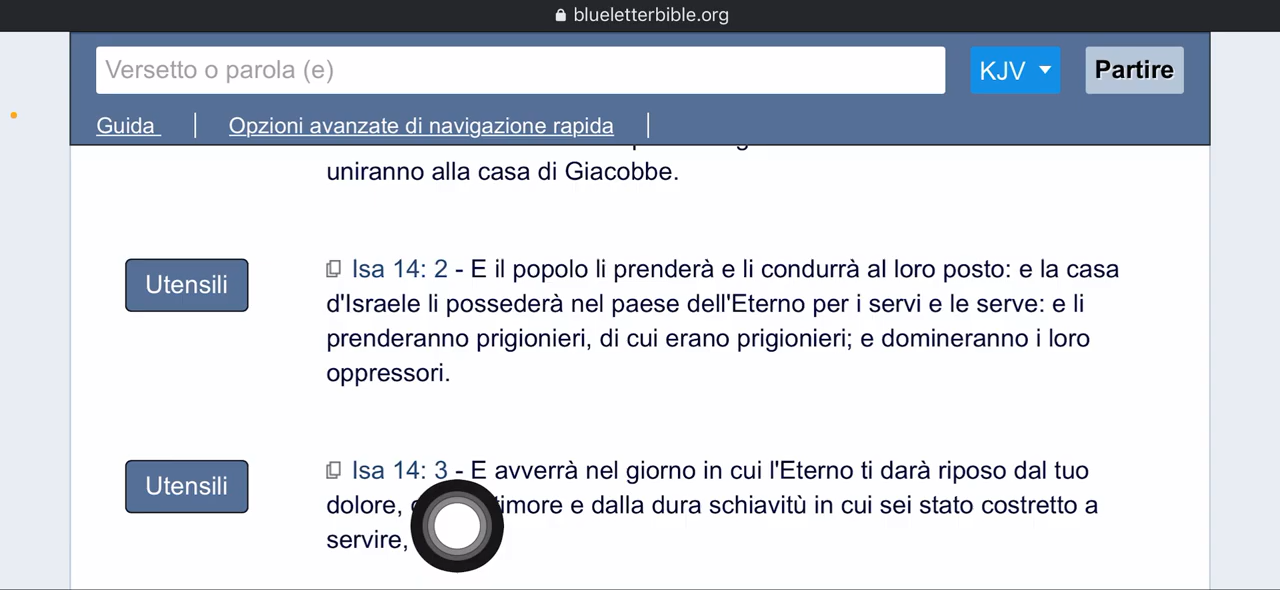 blueletterbible.org
Versetto o parola (e)
KJV
Partire
Guida
Opzioni avanzate di navigazione rapida
uniranno alla casa di Giacobbe.
Utensili
Isa 14: 2 - E il popolo li prenderà e li condurrà al loro posto: e la casa
d'Israele li possederà nel paese dell'Eterno per i servi e le serve: e li
prenderanno prigionieri, di cui erano prigionieri; e domineranno i loro
oppressori.
Utensili
Isa 14: 3 - E avverrà nel giorno in cui l'Eterno ti darà riposo dal tuo
dolore, timore e dalla dura schiavitù in cui sei stato costretto a
servire,